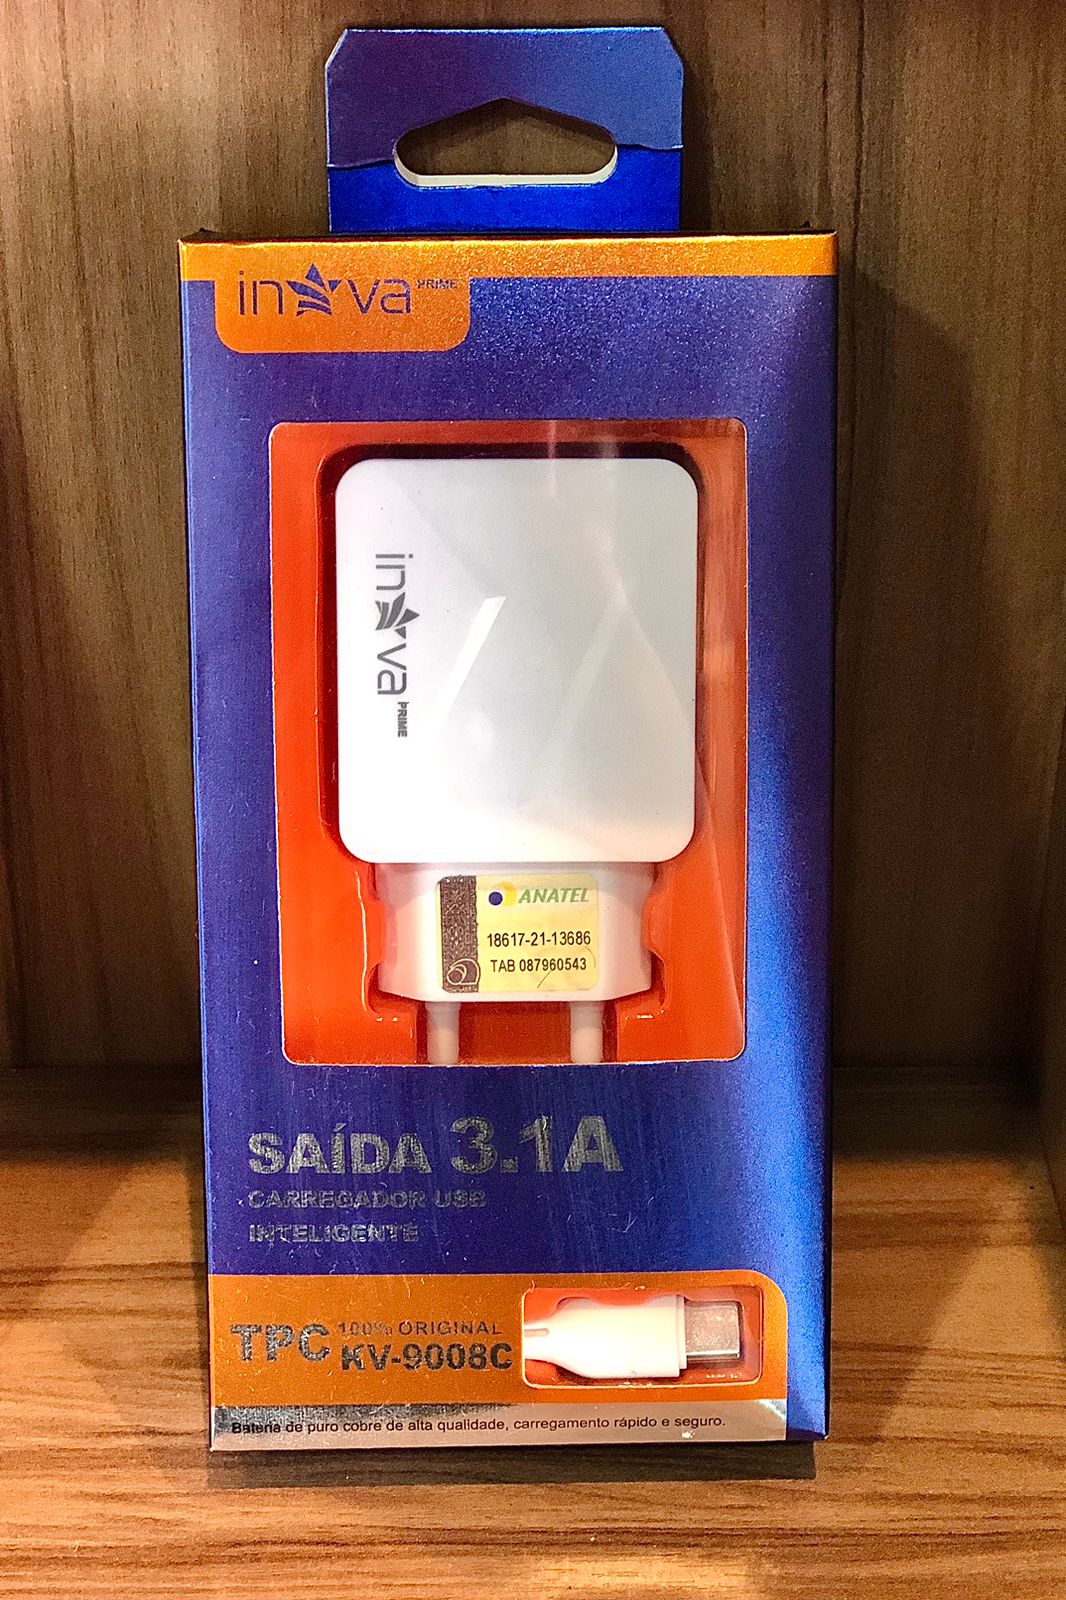 inova PRIME
inova PRIME
ANATEL
18617-21-13686
TAB 087960543
SAÍDA 3.1A
CARREGADOR USB
INTELIGENTE
TPC 100% ORIGINAL
KV-9008C
Bateria de puro cobre de alta qualidade, carregamento rápido e seguro.